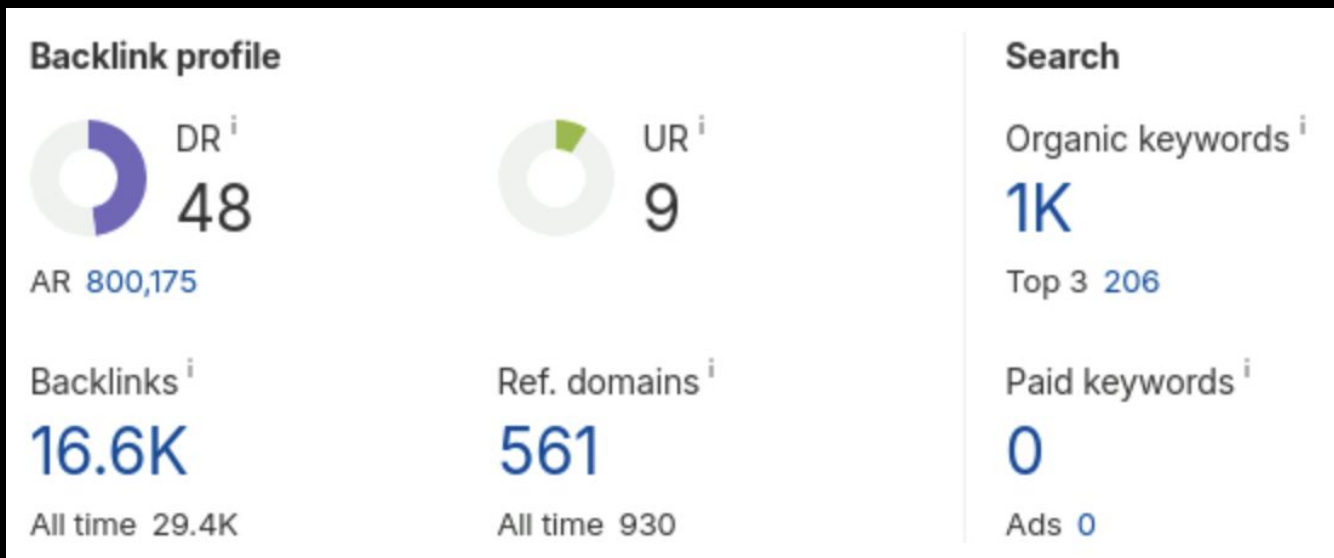 Backlink profile
DR i
48
AR 800,175
UR i
9
Backlinks i
16.6K
All time 29.4K
Ref. domains i
561
All time 930
Search
Organic keywords i
1K
Top 3 206
Paid keywords i
0
Ads 0